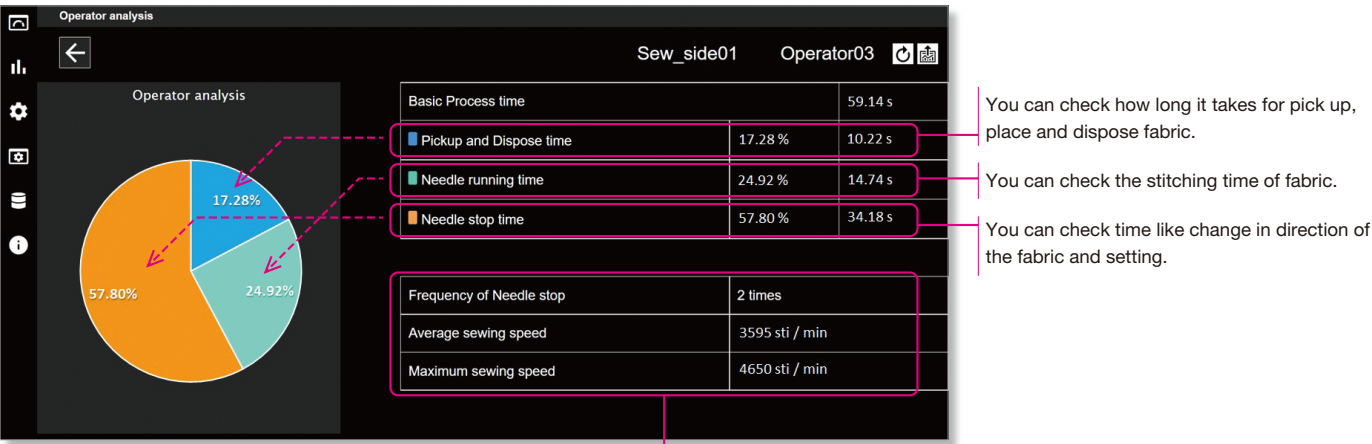 Operator analysis
Sew_side01 Operator03
Operator analysis
17.28%
24.92%
57.80%
Basic Process time 59.14 s
Pickup and Dispose time 17.28 % 10.22 s
Needle running time 24.92 % 14.74 s
Needle stop time 57.80 % 34.18 s
Frequency of Needle stop 2 times
Average sewing speed 3595 sti / min
Maximum sewing speed 4650 sti / min
You can check how long it takes for pick up,
place and dispose fabric.
You can check the stitching time of fabric.
You can check time like change in direction of
the fabric and setting.